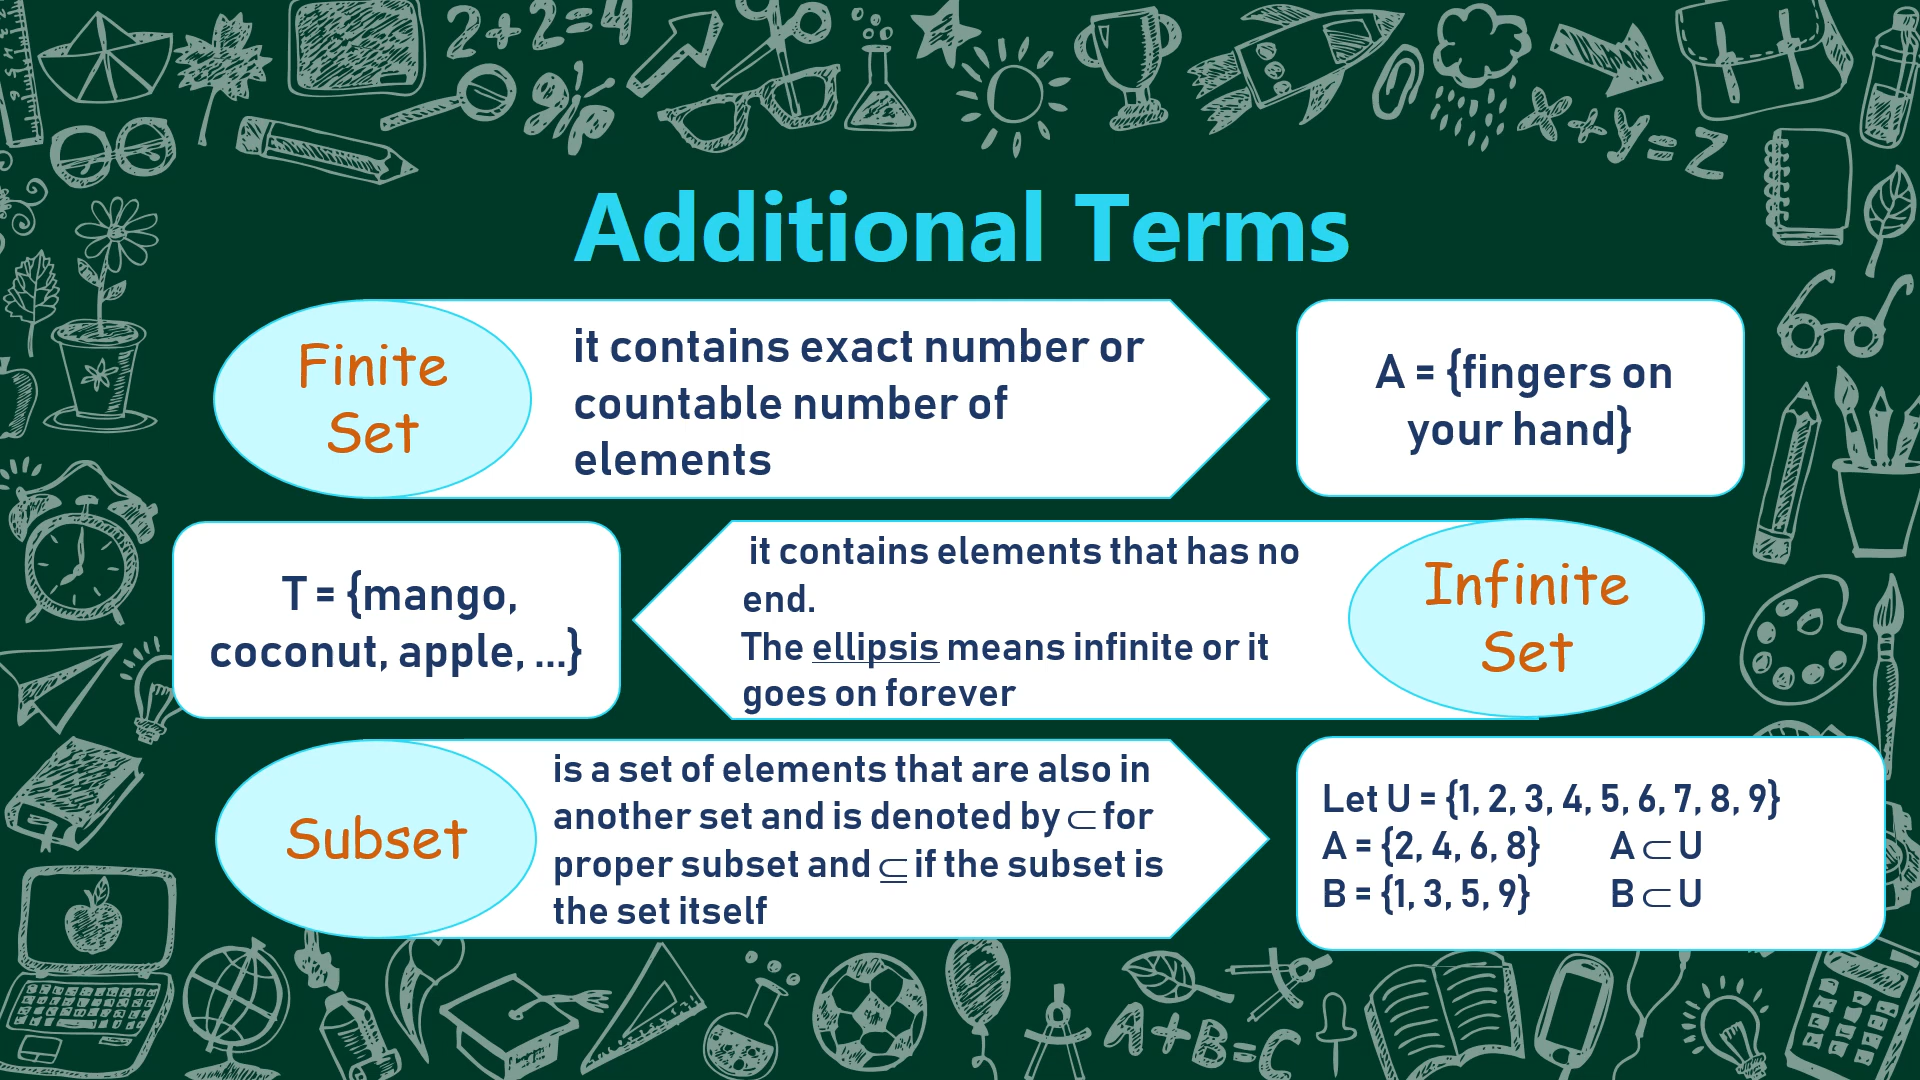 2+2=4
%
x+y=z
Additional Terms
Finite
Set
it contains exact number or
countable number of
elements
A = {fingers on
your hand}
T = {mango,
coconut, apple, ...}
it contains elements that has no
end.
The ellipsis means infinite or it
goes on forever
Infinite
Set
Subset
is a set of elements that are also in
another set and is denoted by ⊂ for
proper subset and ⊆ if the subset is
the set itself
Let U = {1, 2, 3, 4, 5, 6, 7, 8, 9}
A = {2, 4, 6, 8} A ⊂ U
B = {1, 3, 5, 9} B ⊂ U
A+B=C